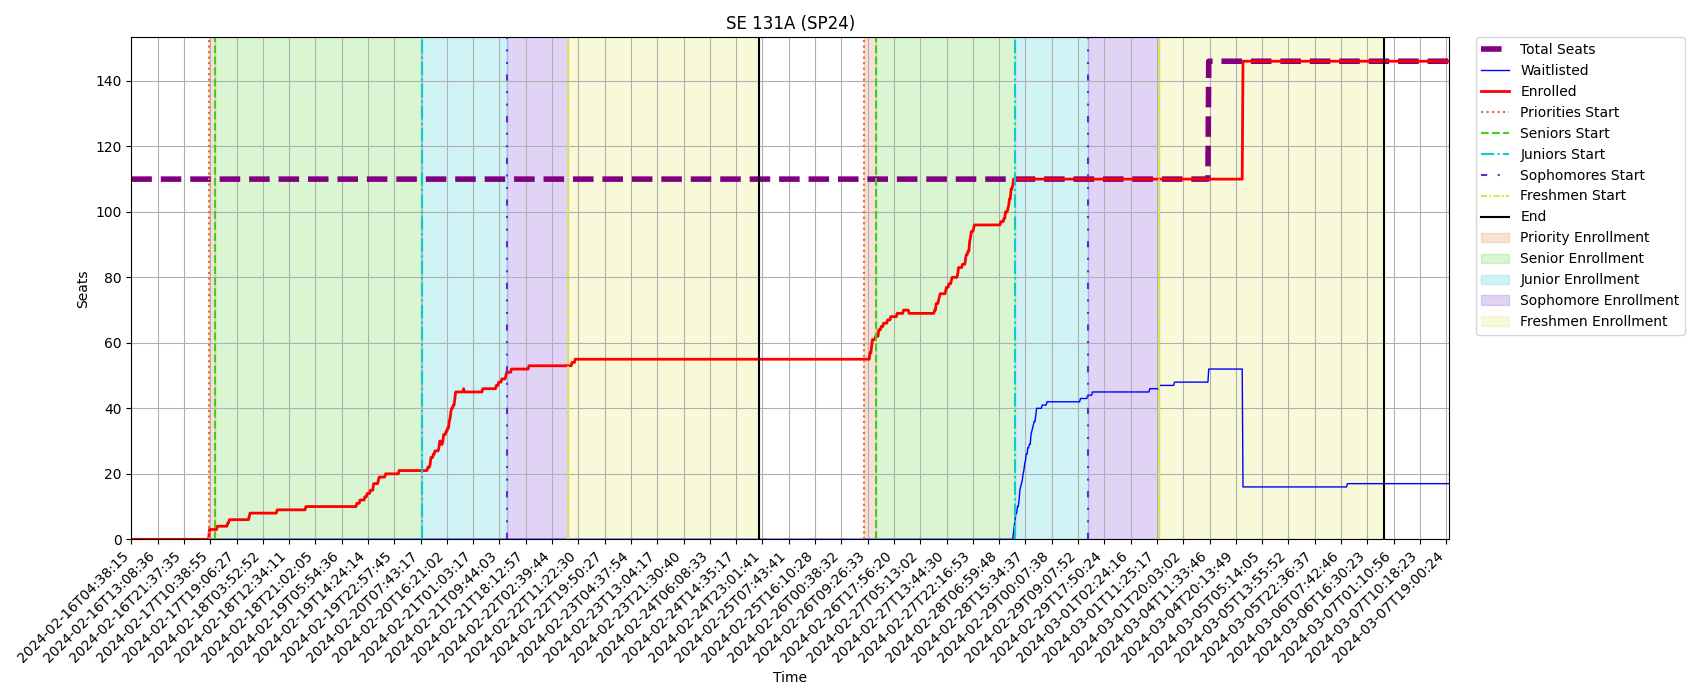 SE 131A (SP24)
140
120
100
80
60
40
20
0
Seats
2024-02-16T04:38:15
2024-02-16T13:08:36
2024-02-16T21:37:35
2024-02-17T10:38:55
2024-02-17T19:06:27
2024-02-18T03:52:52
2024-02-18T12:34:11
2024-02-18T21:02:05
2024-02-19T05:54:36
2024-02-19T14:24:14
2024-02-19T22:57:45
2024-02-20T07:43:17
2024-02-20T16:21:02
2024-02-21T01:03:17
2024-02-21T09:44:03
2024-02-21T18:12:57
2024-02-22T02:39:44
2024-02-22T11:22:30
2024-02-22T19:50:27
2024-02-23T04:37:54
2024-02-23T13:04:17
2024-02-23T21:30:40
2024-02-24T06:08:33
2024-02-24T14:35:17
2024-02-24T23:01:41
2024-02-25T07:43:41
2024-02-25T16:10:28
2024-02-26T00:38:32
2024-02-26T09:26:33
2024-02-26T17:56:20
2024-02-27T05:13:02
2024-02-27T13:44:30
2024-02-27T22:16:53
2024-02-28T06:59:48
2024-02-28T15:34:37
2024-02-29T00:07:38
2024-02-29T09:07:52
2024-02-29T17:50:24
2024-03-01T02:24:16
2024-03-01T11:25:17
2024-03-01T20:03:02
2024-03-04T11:33:46
2024-03-04T20:13:49
2024-03-05T05:14:05
2024-03-05T13:55:52
2024-03-05T22:36:37
2024-03-06T07:42:46
2024-03-06T16:30:23
2024-03-07T01:10:56
2024-03-07T10:18:23
2024-03-07T19:00:24
Time
Total Seats
Waitlisted
Enrolled
Priorities Start
Seniors Start
Juniors Start
Sophomores Start
Freshmen Start
End
Priority Enrollment
Senior Enrollment
Junior Enrollment
Sophomore Enrollment
Freshmen Enrollment